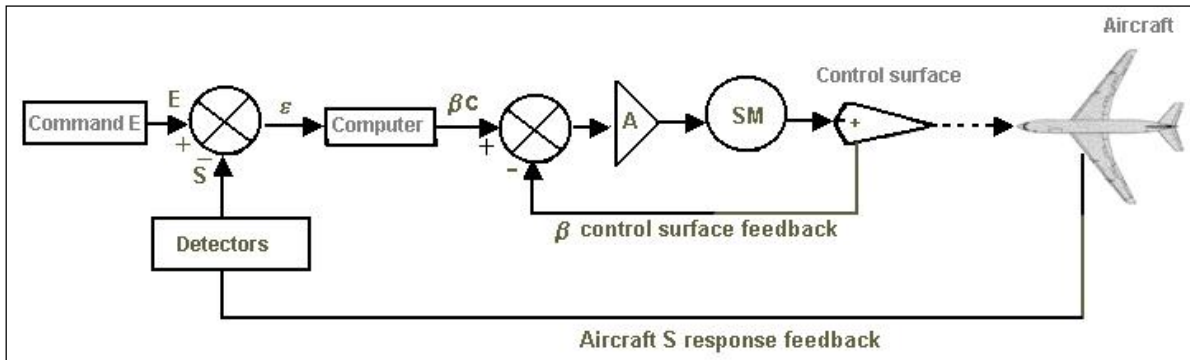 Aircraft
Control surface
Command E
E
+
-
S
ε
Computer
βc
+
-
A
SM
+
β control surface feedback
Detectors
Aircraft S response feedback